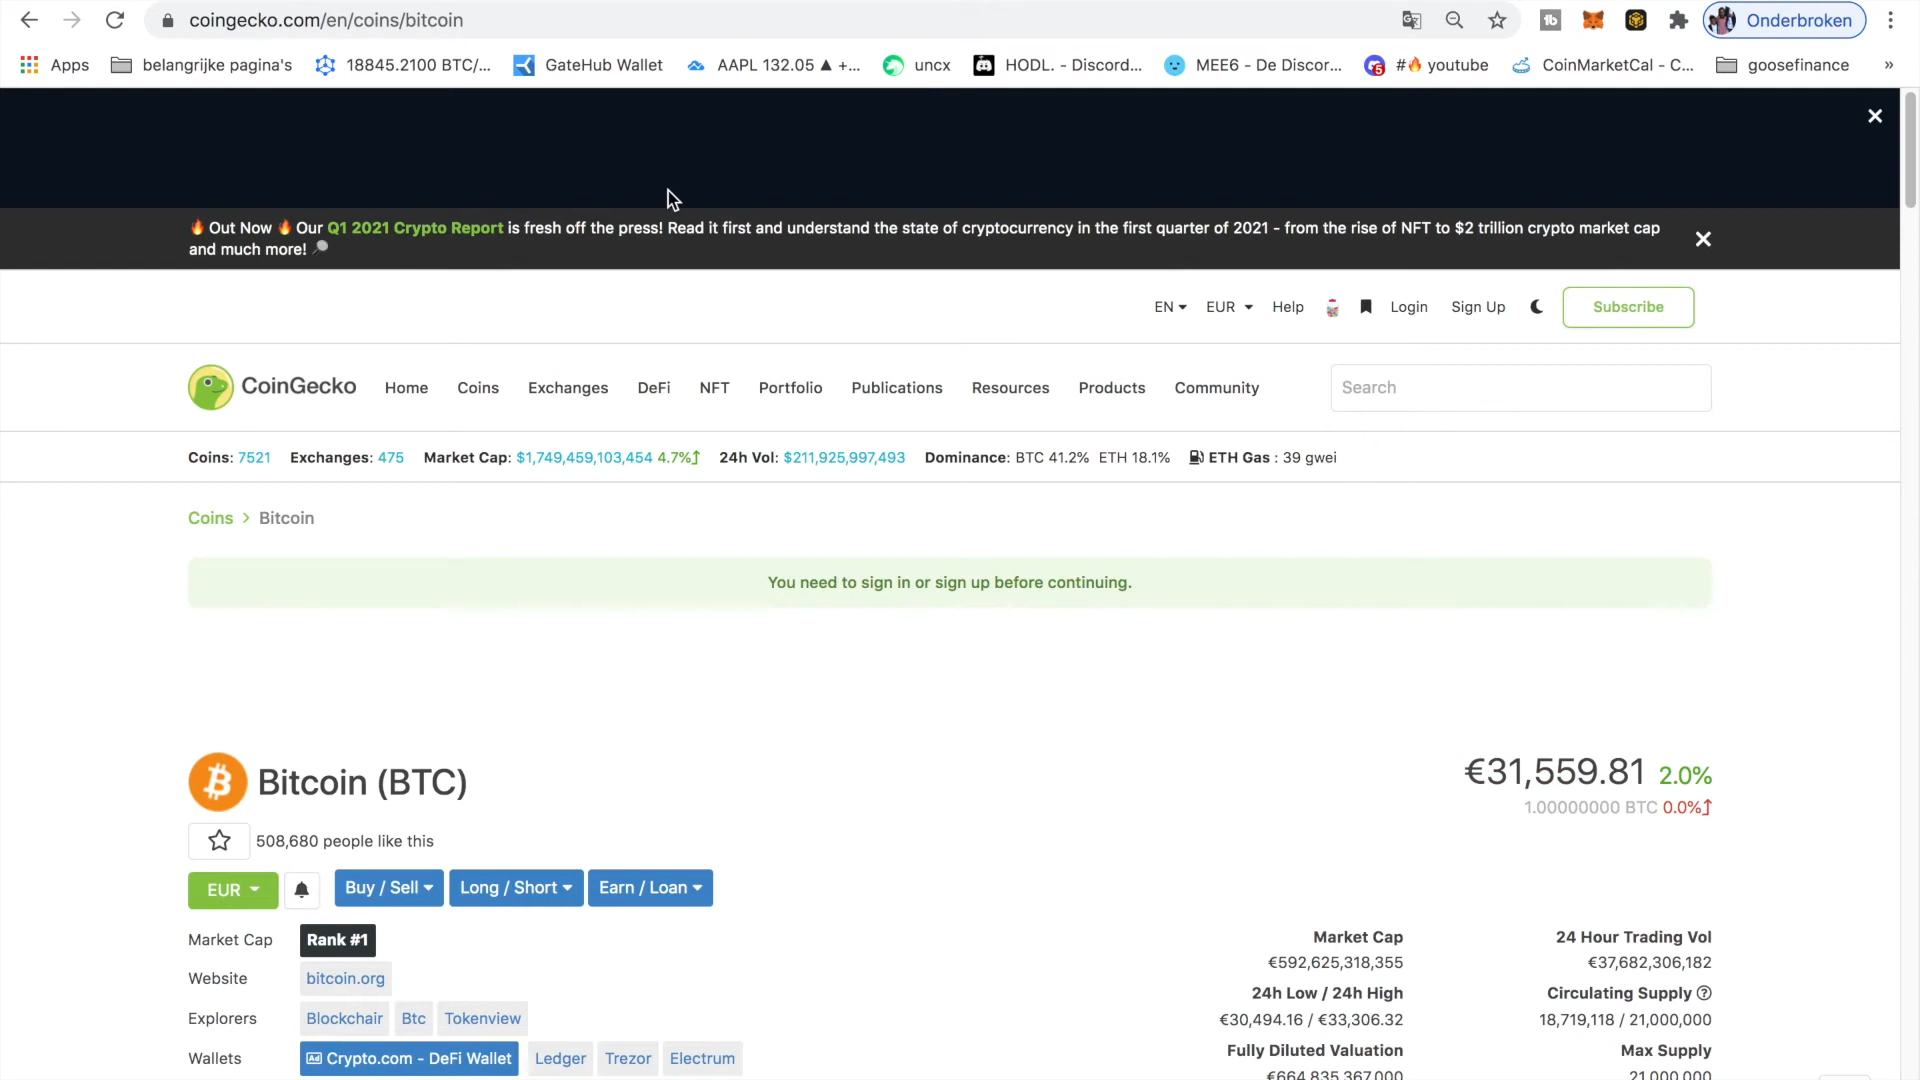 coingecko.com/en/coins/bitcoin
Onderbroken
Apps belangrijke pagina's 18845.2100 BTC/... GateHub Wallet AAPL 132.05 ▲ +... uncx HODL. - Discord... MEE6 - De Discor... #🔥 youtube CoinMarketCal - C... goosefinance »
🔥 Out Now 🔥 Our Q1 2021 Crypto Report is fresh off the press! Read it first and understand the state of cryptocurrency in the first quarter of 2021 - from the rise of NFT to $2 trillion crypto market cap
and much more! 🔎
EN EUR Help Login Sign Up Subscribe
CoinGecko Home Coins Exchanges DeFi NFT Portfolio Publications Resources Products Community Search
Coins: 7521 Exchanges: 475 Market Cap: $1,749,459,103,454 4.7% 24h Vol: $211,925,997,493 Dominance: BTC 41.2% ETH 18.1% ETH Gas : 39 gwei
Coins > Bitcoin
You need to sign in or sign up before continuing.
Bitcoin (BTC)
€31,559.81 2.0%
1.00000000 BTC 0.0%
508,680 people like this
EUR Buy / Sell Long / Short Earn / Loan
Market Cap Rank #1
Website bitcoin.org
Explorers Blockchair Btc Tokenview
Wallets Ad Crypto.com - DeFi Wallet Ledger Trezor Electrum
Market Cap
€592,625,318,355
24h Low / 24h High
€30,494.16 / €33,306.32
Fully Diluted Valuation
€664,835,367,000
24 Hour Trading Vol
€37,682,306,182
Circulating Supply
18,719,118 / 21,000,000
Max Supply
21,000,000